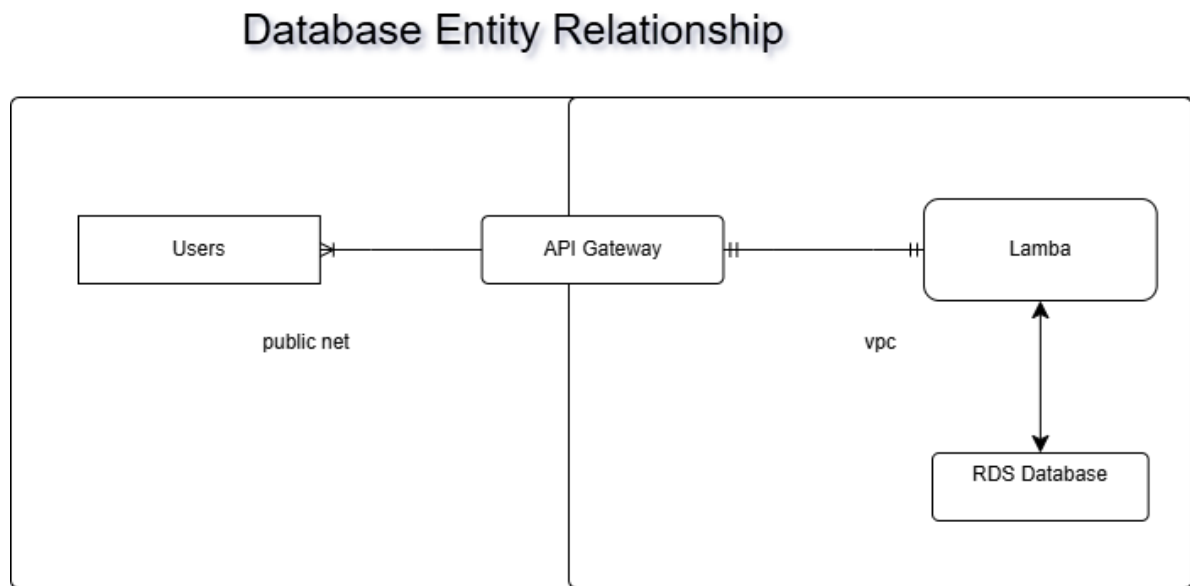 Database Entity Relationship
Users
API Gateway
Lamba
public net
vpc
RDS Database